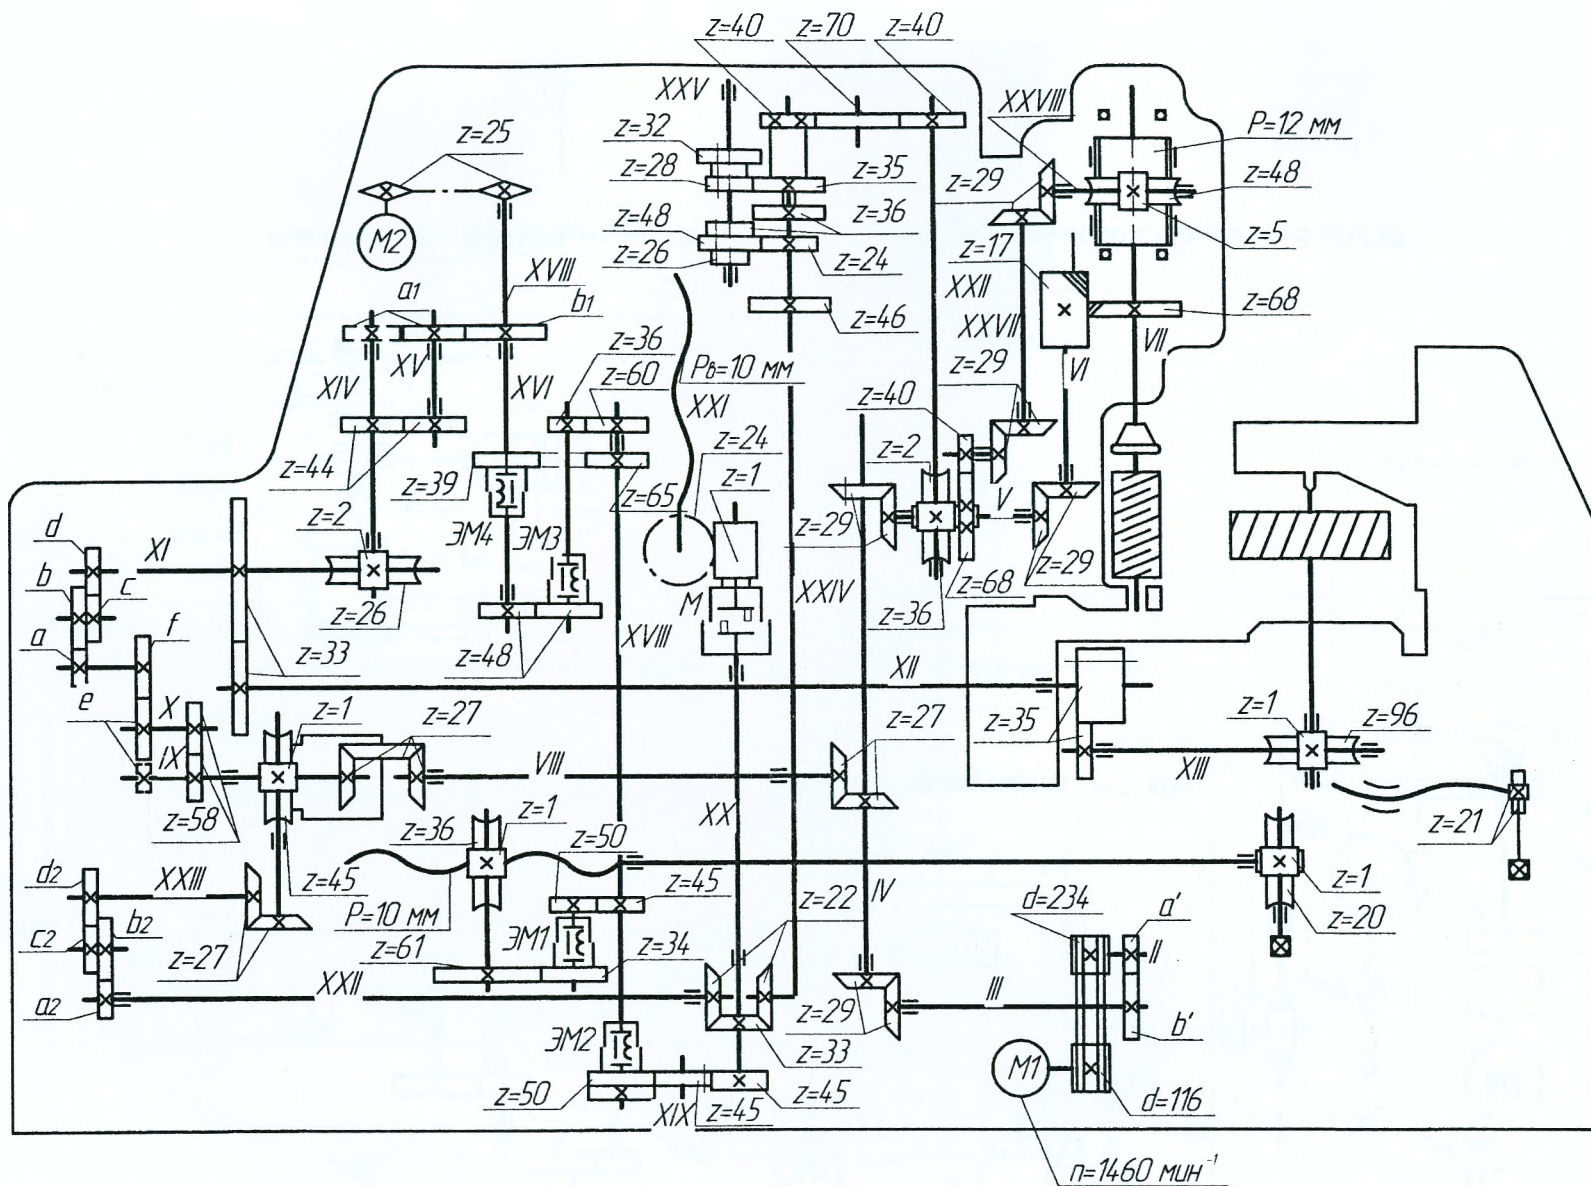 z=40
z=70
z=40
XXV
XXVIII
z=32
P=12 мм
z=25
z=28
z=35
z=29
z=48
z=48
z=36
M2
z=26
z=24
z=17
z=5
XVIII
XXII
a1
b1
z=46
XXVII
z=68
z=36
VII
XV
Pв=10 мм
z=29
VI
XIV
XVI
z=60
XXI
z=40
z=24
z=2
z=44
z=39
z=65
z=1
V
z=2
ЭМ4
ЭМ3
z=29
z=29
d
XI
z=68
b
c
z=26
M
XXIV
z=36
a
f
z=33
z=48
XVIII
XII
e
X
z=1
z=27
z=35
z=1
z=96
IX
VIII
z=27
XIII
z=58
z=36
z=1
XX
z=21
z=50
d2
XXIII
z=45
P=10 мм
z=45
z=22
IV
z=1
z=20
c2
b2
z=27
ЭМ1
d=234
a'
z=61
z=34
II
a2
XXII
III
z=29
b'
ЭМ2
z=33
M1
z=50
XIX
z=45
z=45
d=116
n=1460 мин-1